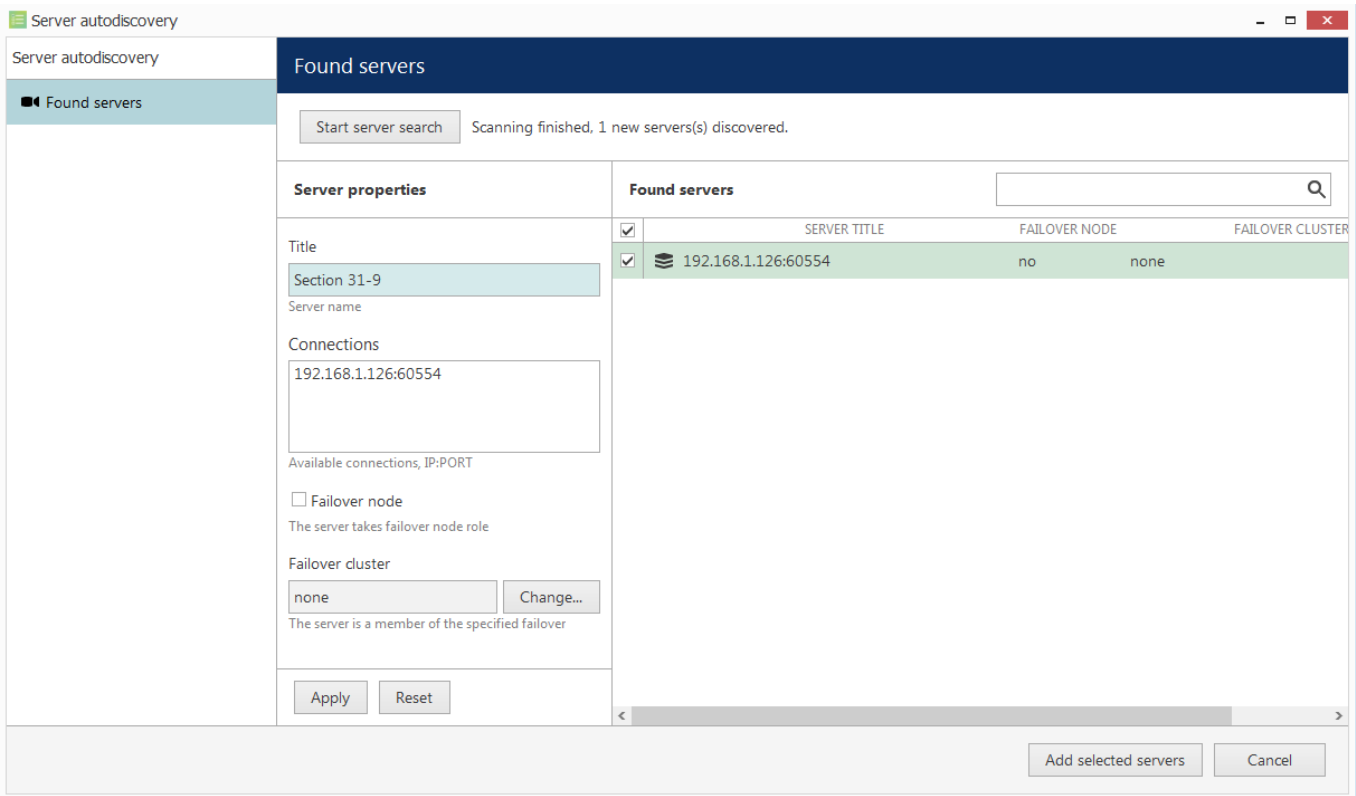 Server autodiscovery
Server autodiscovery
Found servers
Found servers
Start server search
Scanning finished, 1 new servers(s) discovered.
Server properties
Title
Section 31-9
Server name
Connections
192.168.1.126:60554
Available connections, IP:PORT
Failover node
The server takes failover node role
Failover cluster
none
Change...
The server is a member of the specified failover
Apply
Reset
Found servers
SERVER TITLE FAILOVER NODE FAILOVER CLUSTER
192.168.1.126:60554 no none
Add selected servers
Cancel